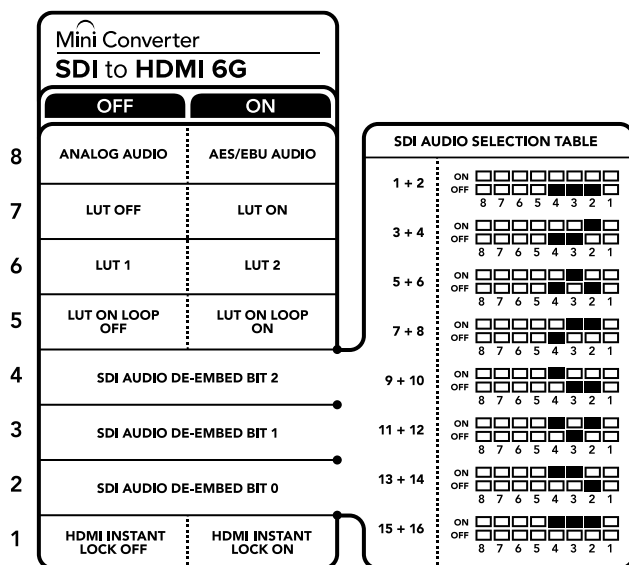 Mini Converter
SDI to HDMI 6G
OFF ON
8 ANALOG AUDIO AES/EBU AUDIO
7 LUT OFF LUT ON
6 LUT 1 LUT 2
5 LUT ON LOOP OFF LUT ON LOOP ON
4 SDI AUDIO DE-EMBED BIT 2
3 SDI AUDIO DE-EMBED BIT 1
2 SDI AUDIO DE-EMBED BIT 0
1 HDMI INSTANT LOCK OFF HDMI INSTANT LOCK ON
SDI AUDIO SELECTION TABLE
1 + 2
ON
OFF
8 7 6 5 4 3 2 1
3 + 4
ON
OFF
8 7 6 5 4 3 2 1
5 + 6
ON
OFF
8 7 6 5 4 3 2 1
7 + 8
ON
OFF
8 7 6 5 4 3 2 1
9 + 10
ON
OFF
8 7 6 5 4 3 2 1
11 + 12
ON
OFF
8 7 6 5 4 3 2 1
13 + 14
ON
OFF
8 7 6 5 4 3 2 1
15 + 16
ON
OFF
8 7 6 5 4 3 2 1